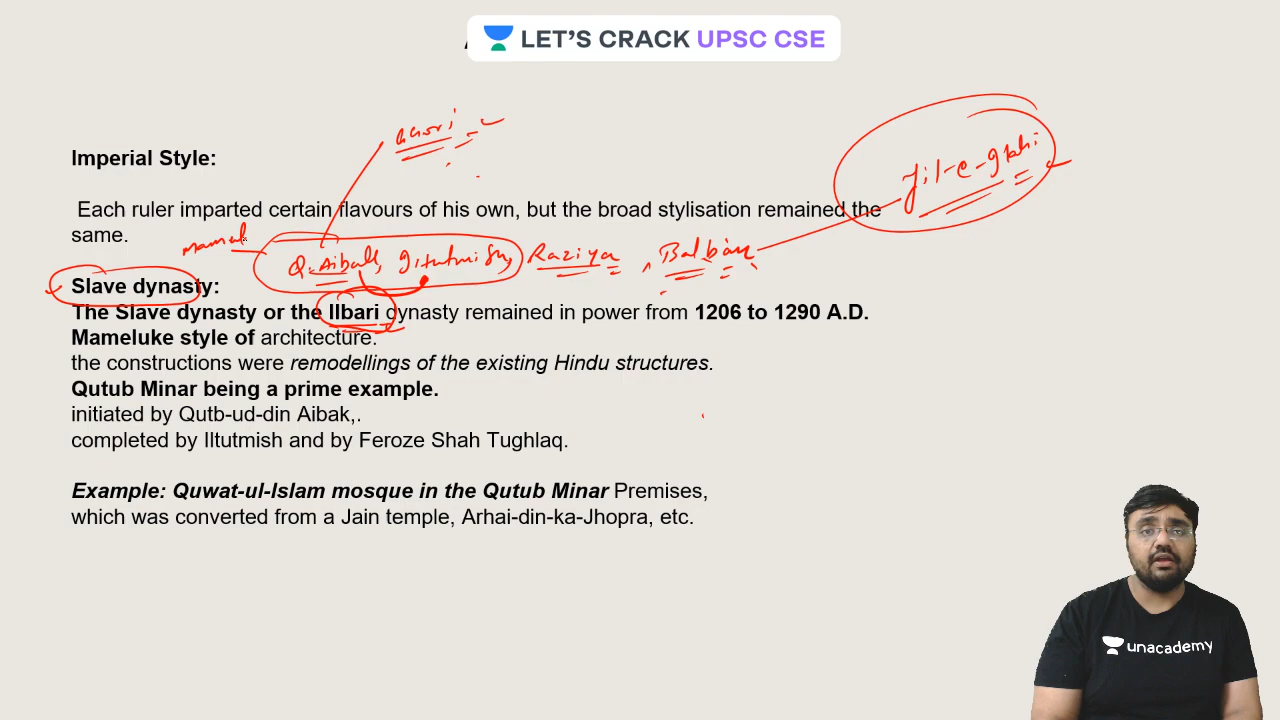 LET'S CRACK UPSC CSE
Ghori
Jil-e-gahi
Imperial Style:
Each ruler imparted certain flavours of his own, but the broad stylisation remained the
same.
Mamel
Q. Aibak, Iltutmish, Raziya, Balban
Slave dynasty:
The Slave dynasty or the Ilbari dynasty remained in power from 1206 to 1290 A.D.
Mameluke style of architecture.
the constructions were remodellings of the existing Hindu structures.
Qutub Minar being a prime example.
initiated by Qutb-ud-din Aibak,.
completed by Iltutmish and by Feroze Shah Tughlaq.
Example: Quwat-ul-Islam mosque in the Qutub Minar Premises,
which was converted from a Jain temple, Arhai-din-ka-Jhopra, etc.
unacademy